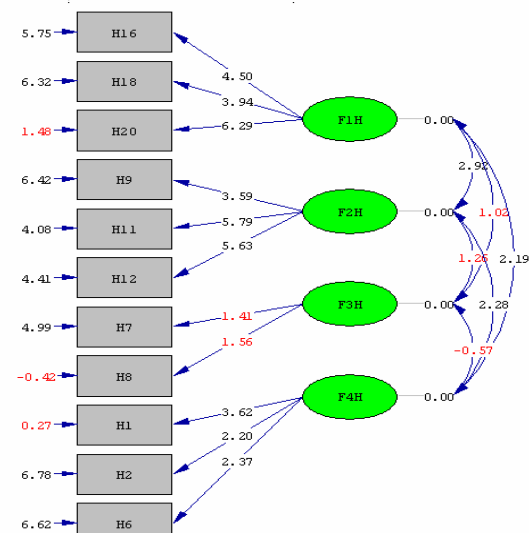 5.75 H16
4.50
6.32 H18
3.94
1.48 H20
6.29
F1H 0.00
6.42 H9
3.59
2.92
4.08 H11
5.79
F2H 0.00
1.02
4.41 H12
5.63
1.26
2.19
4.99 H7
1.41
F3H 0.00
2.28
-0.42 H8
1.56
-0.57
0.27 H1
3.62
F4H 0.00
6.78 H2
2.20
6.62 H6
2.37